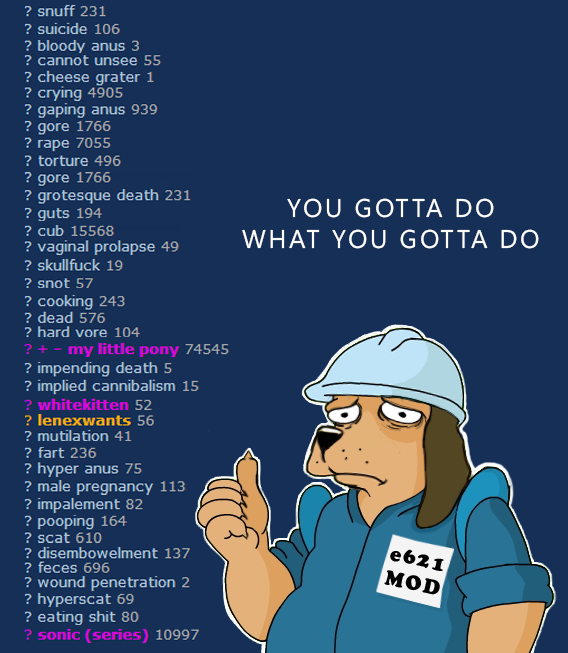 ? snuff 231
? suicide 106
? bloody anus 3
? cannot unsee 55
? cheese grater 1
? crying 4905
? gaping anus 939
? gore 1766
? rape 7055
? torture 496
? gore 1766
? grotesque death 231
? guts 194
? cub 15568
? vaginal prolapse 49
? skullfuck 19
? snot 57
? cooking 243
? dead 576
? hard vore 104
? + – my little pony 74545
? impending death 5
? implied cannibalism 15
? whitekitten 52
? lenexwants 56
? mutilation 41
? fart 236
? hyper anus 75
? male pregnancy 113
? impalement 82
? pooping 164
? scat 610
? disembowelment 137
? feces 696
? wound penetration 2
? hyperscat 69
? eating shit 80
? sonic (series) 10997
YOU GOTTA DO
WHAT YOU GOTTA DO
e621
MOD